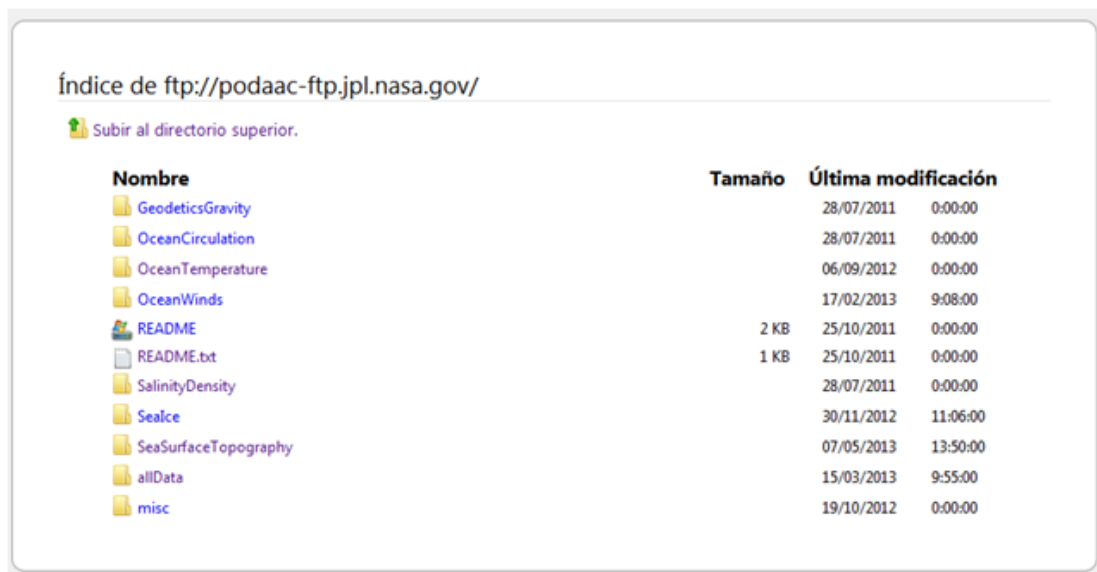 Índice de ftp://podaac-ftp.jpl.nasa.gov/
Subir al directorio superior.
Nombre Tamaño Última modificación
GeodeticsGravity 28/07/2011 0:00:00
OceanCirculation 28/07/2011 0:00:00
OceanTemperature 06/09/2012 0:00:00
OceanWinds 17/02/2013 9:08:00
README 2 KB 25/10/2011 0:00:00
README.txt 1 KB 25/10/2011 0:00:00
SalinityDensity 28/07/2011 0:00:00
SeaIce 30/11/2012 11:06:00
SeaSurfaceTopography 07/05/2013 13:50:00
allData 15/03/2013 9:55:00
misc 19/10/2012 0:00:00